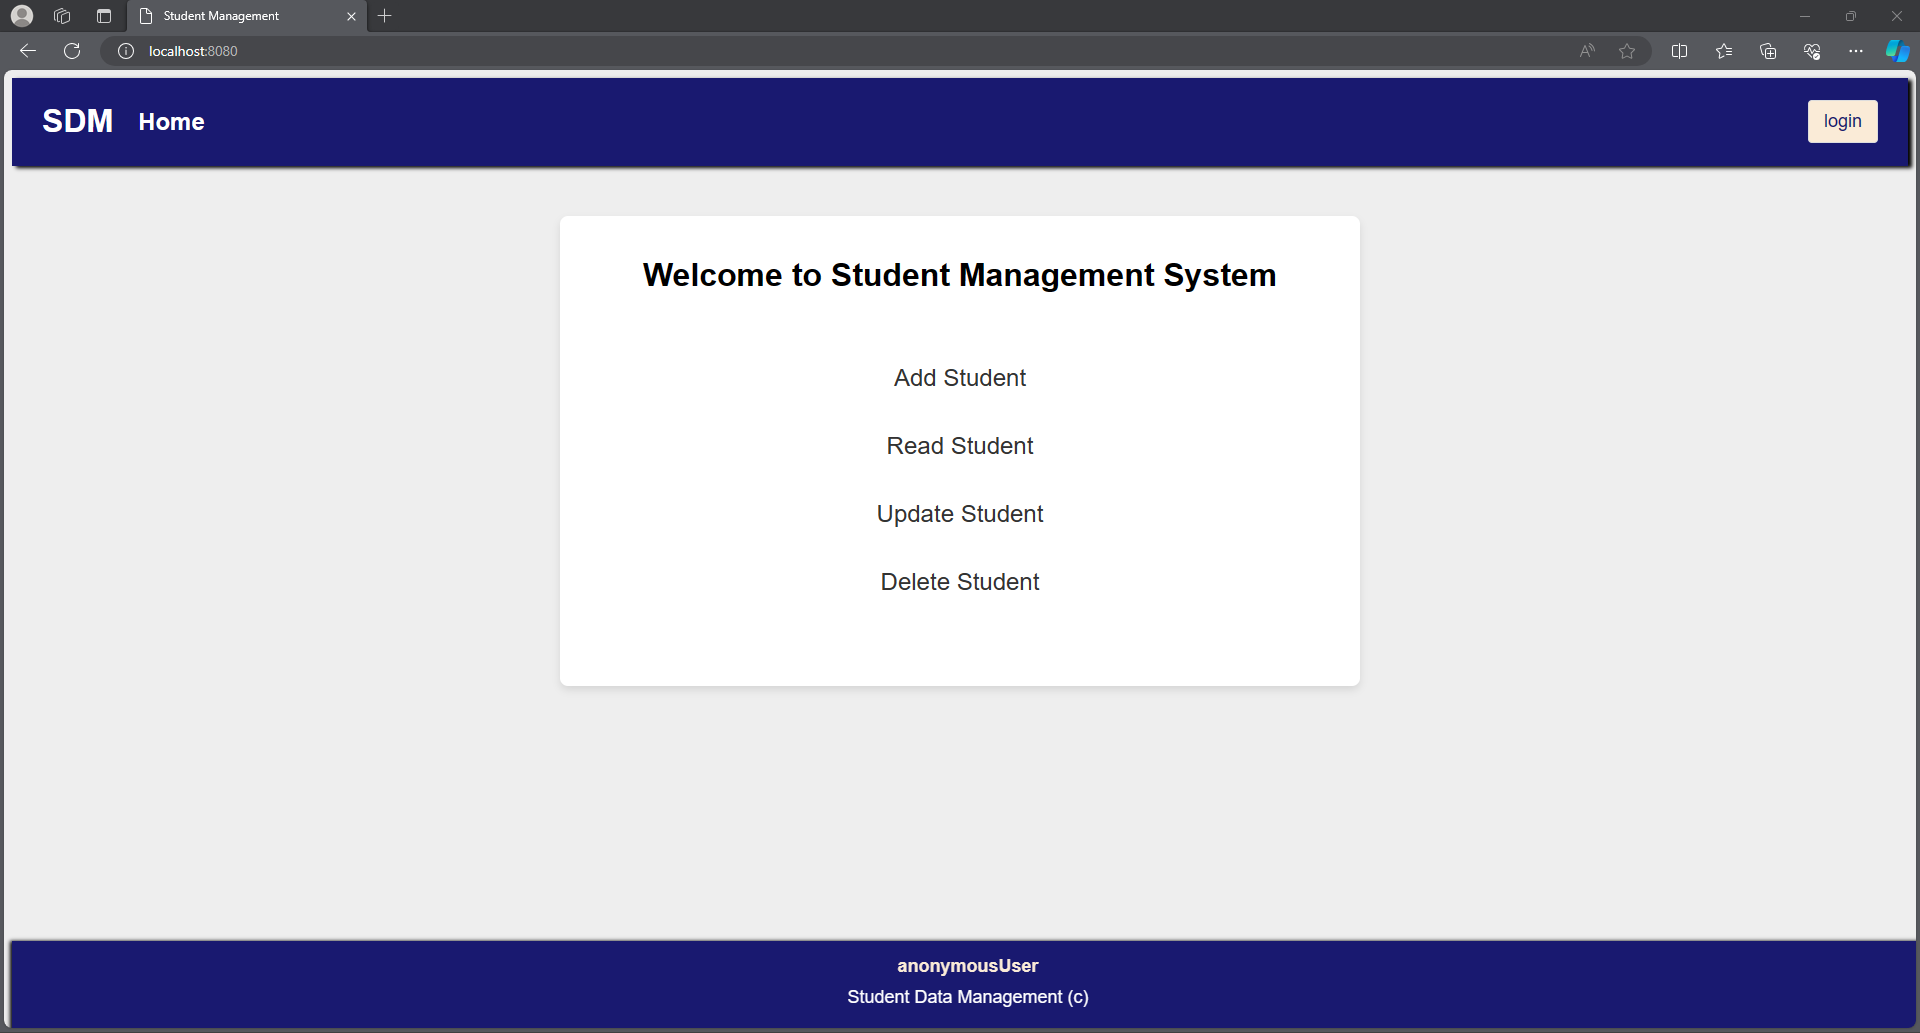 Student Management
localhost:8080
SDM Home login
Welcome to Student Management System
Add Student
Read Student
Update Student
Delete Student
anonymousUser
Student Data Management (c)